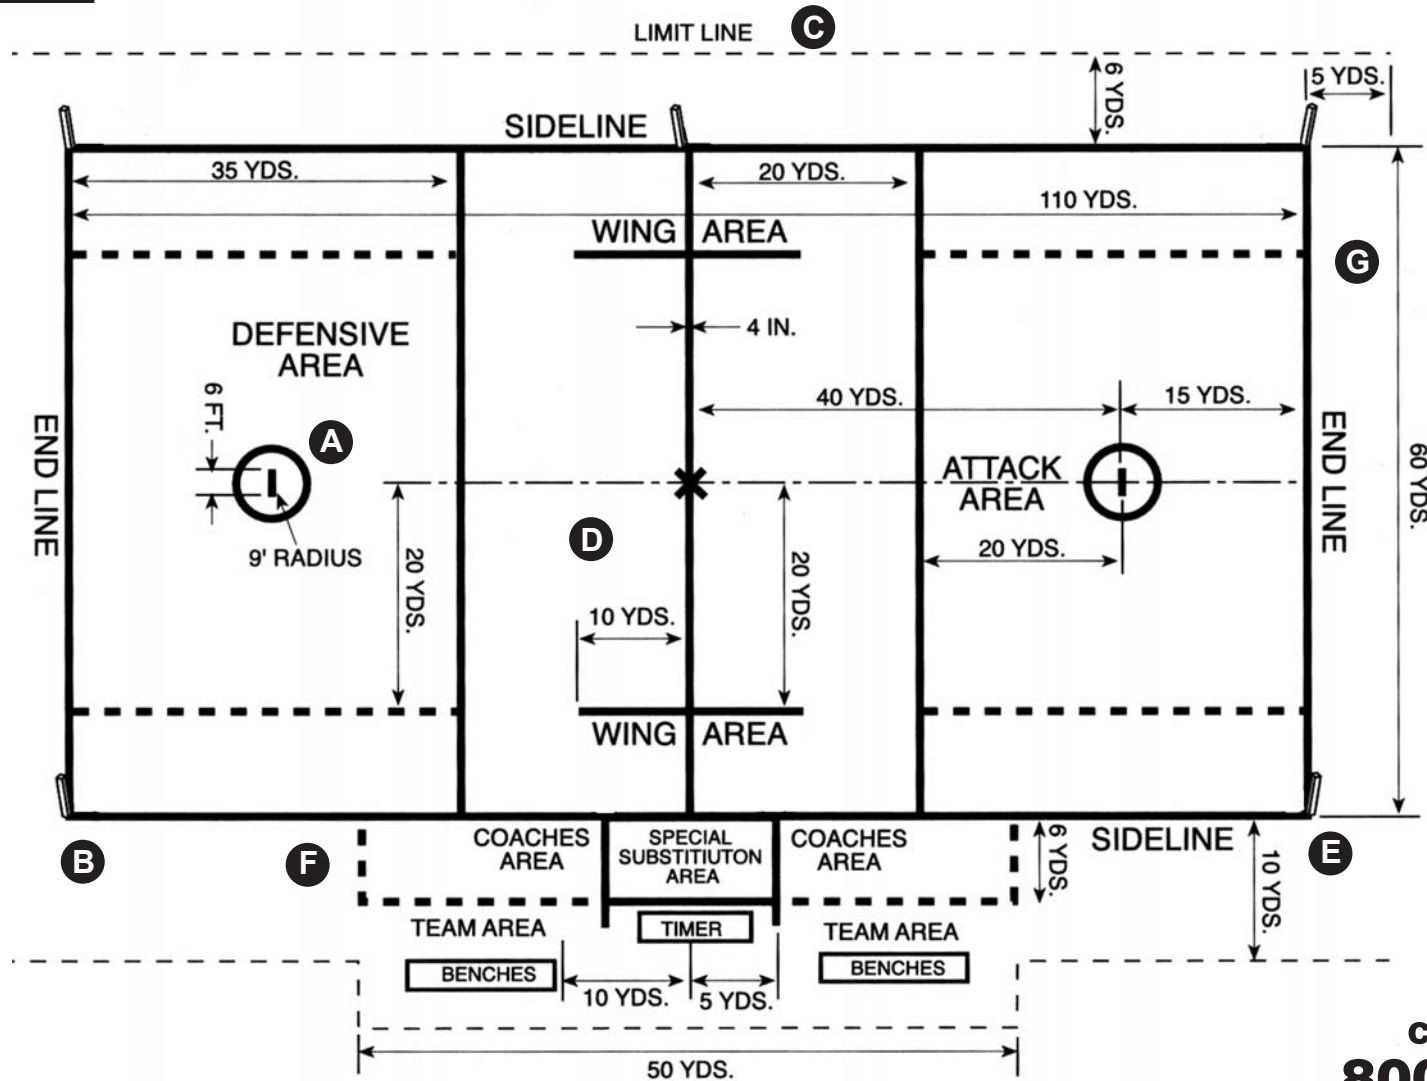 LIMIT LINE
C
6 YDS.
5 YDS.
SIDELINE
35 YDS.
20 YDS.
110 YDS.
WING AREA
G
DEFENSIVE
AREA
4 IN.
6 FT.
40 YDS.
15 YDS.
END LINE
A
ATTACK
AREA
END LINE
60 YDS.
9' RADIUS
D
20 YDS.
20 YDS.
20 YDS.
10 YDS.
WING AREA
B
F
COACHES
AREA
SPECIAL
SUBSTITIUTON
AREA
COACHES
AREA
6 YDS.
SIDELINE
10 YDS.
E
TEAM AREA
TIMER
TEAM AREA
BENCHES
BENCHES
10 YDS.
5 YDS.
50 YDS.
c
800